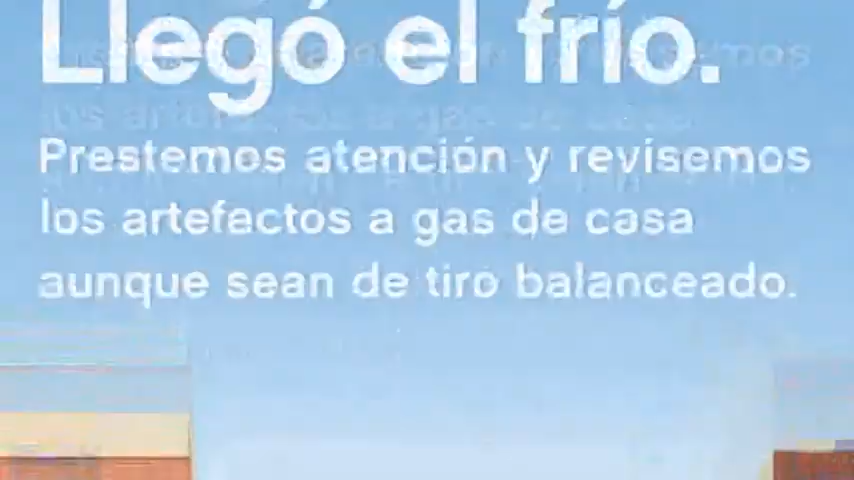 Llegó el frío.
Prestemos atención y revisemos
los artefactos a gas de casa
aunque sean de tiro balanceado.